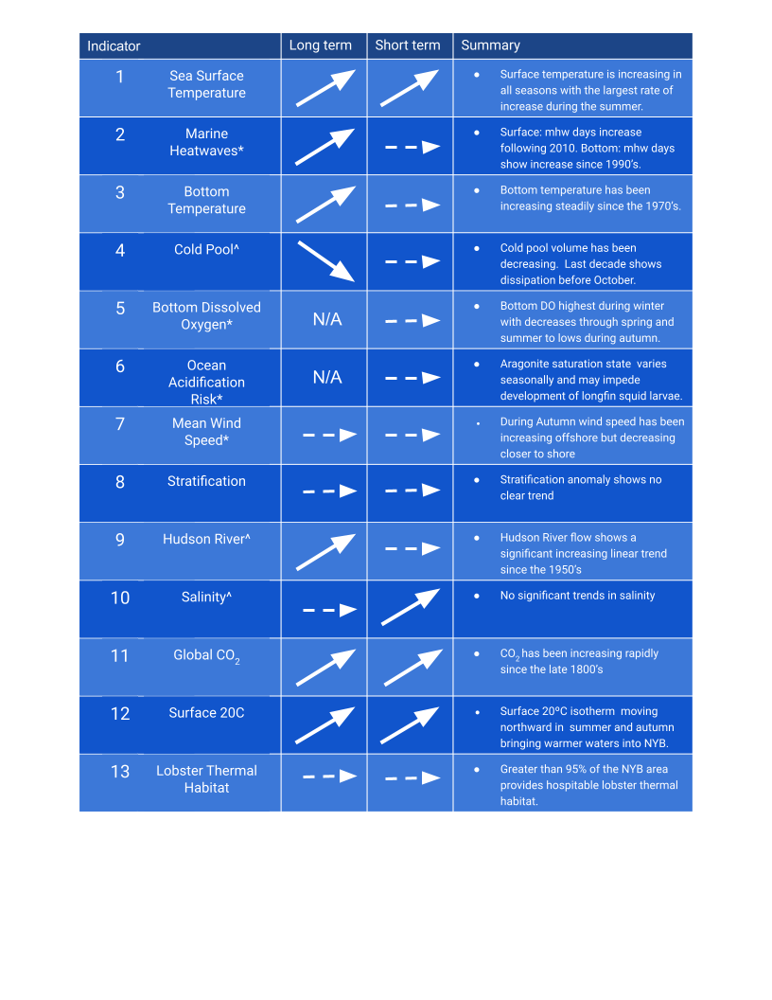 Indicator Long term Short term Summary
1 Sea Surface
Temperature
● Surface temperature is increasing in
all seasons with the largest rate of
increase during the summer.
2 Marine
Heatwaves*
● Surface: mhw days increase
following 2010. Bottom: mhw days
show increase since 1990's.
3 Bottom
Temperature
● Bottom temperature has been
increasing steadily since the 1970's.
4 Cold Pool^
● Cold pool volume has been
decreasing. Last decade shows
dissipation before October.
5 Bottom Dissolved
Oxygen*
N/A
● Bottom DO highest during winter
with decreases through spring and
summer to lows during autumn.
6 Ocean
Acidification
Risk*
N/A
● Aragonite saturation state varies
seasonally and may impede
development of longfin squid larvae.
7 Mean Wind
Speed*
• During Autumn wind speed has been
increasing offshore but decreasing
closer to shore
8 Stratification
● Stratification anomaly shows no
clear trend
9 Hudson River^
● Hudson River flow shows a
significant increasing linear trend
since the 1950's
10 Salinity^
● No significant trends in salinity
11 Global CO₂
● CO₂ has been increasing rapidly
since the late 1800's
12 Surface 20C
• Surface 20ºC isotherm moving
northward in summer and autumn
bringing warmer waters into NYB.
13 Lobster Thermal
Habitat
● Greater than 95% of the NYB area
provides hospitable lobster thermal
habitat.